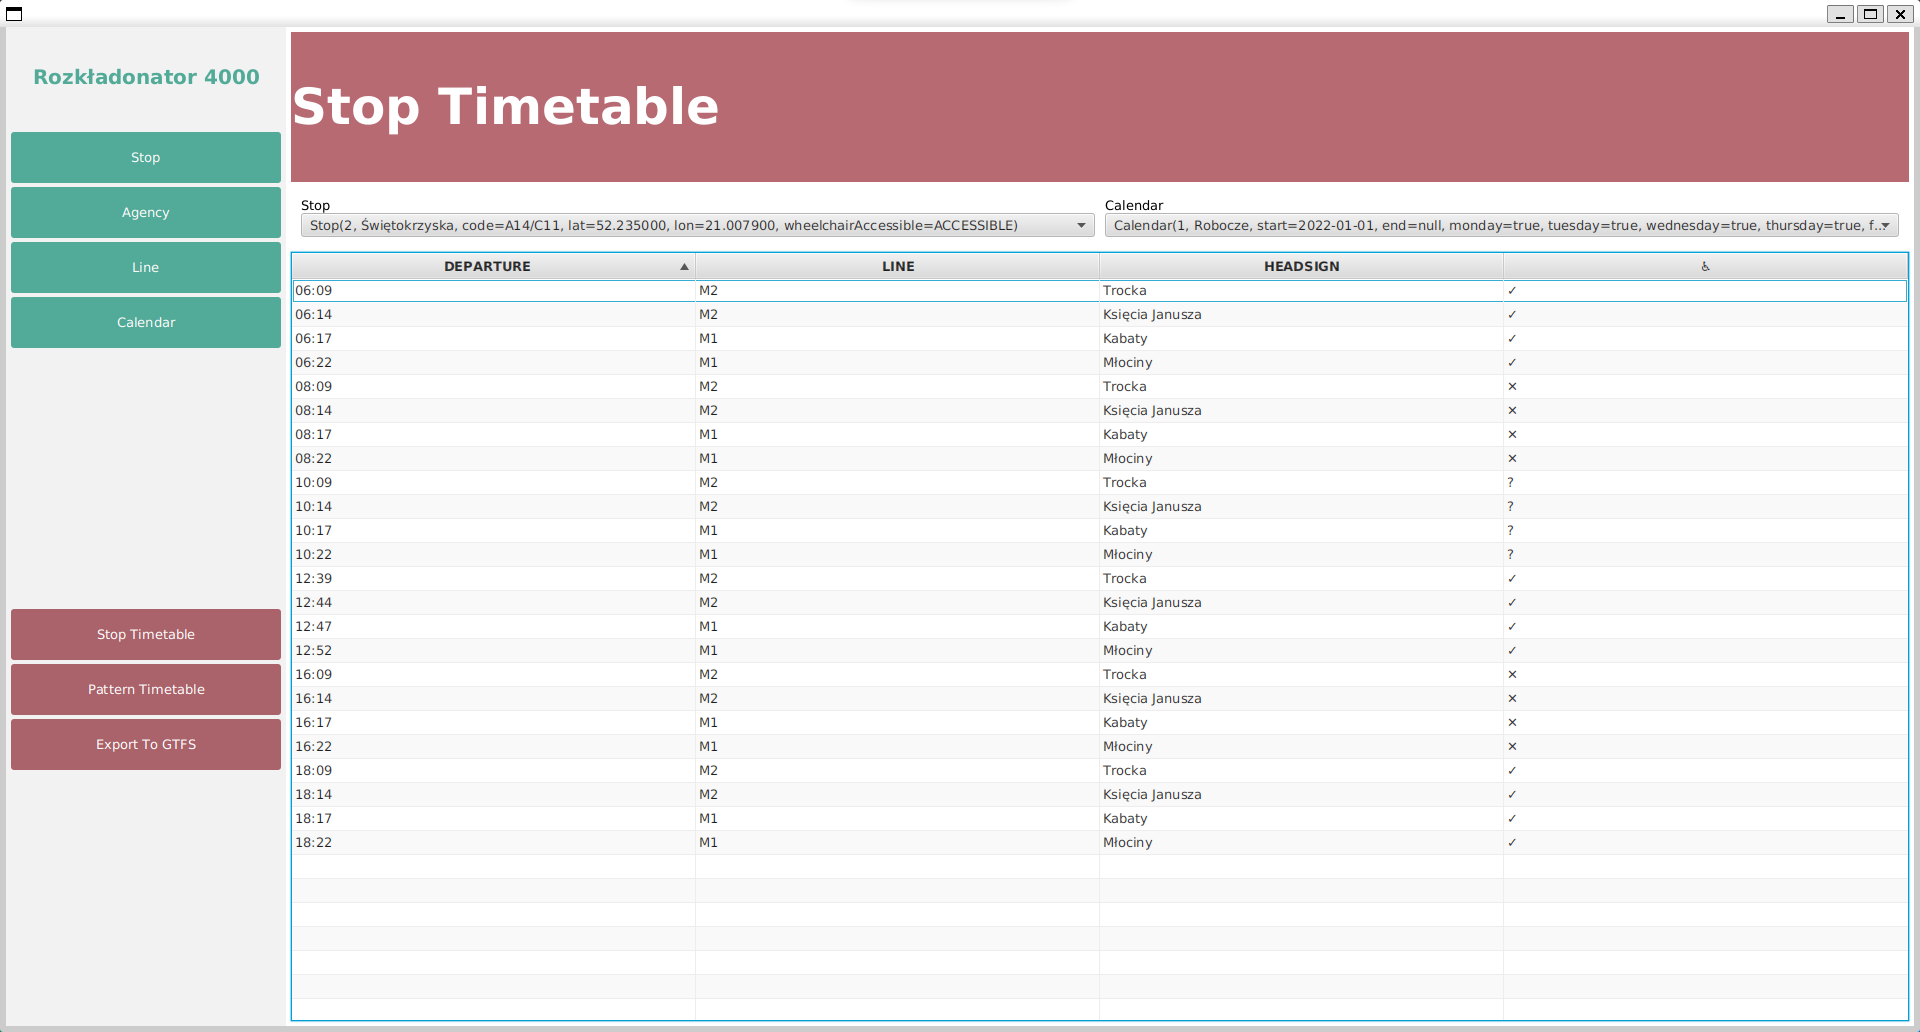 Rozkładonator 4000
Stop
Agency
Line
Calendar
Stop Timetable
Pattern Timetable
Export To GTFS
Stop Timetable
Stop Calendar
Stop(2, Świętokrzyska, code=A14/C11, lat=52.235000, lon=21.007900, wheelchairAccessible=ACCESSIBLE) Calendar(1, Robocze, start=2022-01-01, end=null, monday=true, tuesday=true, wednesday=true, thursday=true, f...
DEPARTURE ▲ LINE HEADSIGN ♿
06:09 M2 Trocka ✓
06:14 M2 Księcia Janusza ✓
06:17 M1 Kabaty ✓
06:22 M1 Młociny ✓
08:09 M2 Trocka ✕
08:14 M2 Księcia Janusza ✕
08:17 M1 Kabaty ✕
08:22 M1 Młociny ✕
10:09 M2 Trocka ?
10:14 M2 Księcia Janusza ?
10:17 M1 Kabaty ?
10:22 M1 Młociny ?
12:39 M2 Trocka ✓
12:44 M2 Księcia Janusza ✓
12:47 M1 Kabaty ✓
12:52 M1 Młociny ✓
16:09 M2 Trocka ✕
16:14 M2 Księcia Janusza ✕
16:17 M1 Kabaty ✕
16:22 M1 Młociny ✕
18:09 M2 Trocka ✓
18:14 M2 Księcia Janusza ✓
18:17 M1 Kabaty ✓
18:22 M1 Młociny ✓